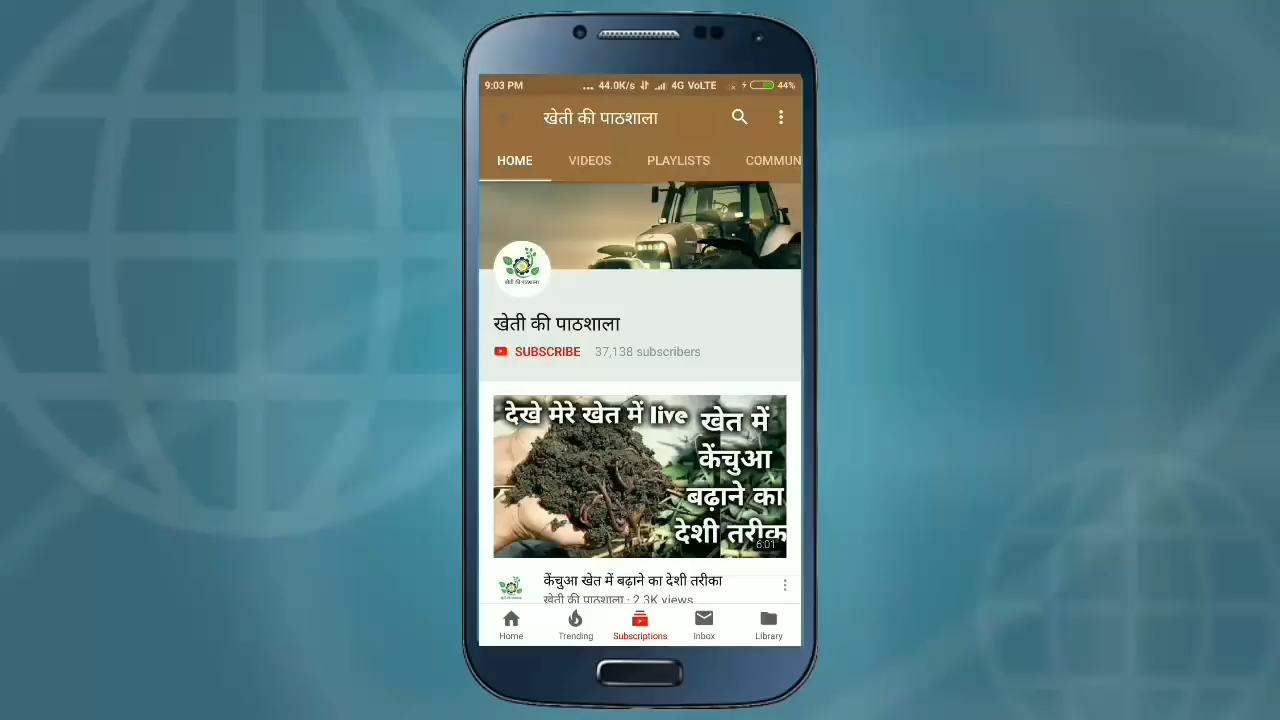 9:03 PM ... 44.0K/s 4G VoLTE 44%
खेती की पाठशाला
HOME VIDEOS PLAYLISTS COMMUN
खेती की पाठशाला
खेती की पाठशाला
SUBSCRIBE 37,138 subscribers
देखे मेरे खेत में live
खेत में
केंचुआ
बढ़ाने का
देशी तरीक
6:01
केंचुआ खेत में बढ़ाने का देशी तरीका
खेती की पाठशाला · 2.3K views
Home Trending Subscriptions Inbox Library